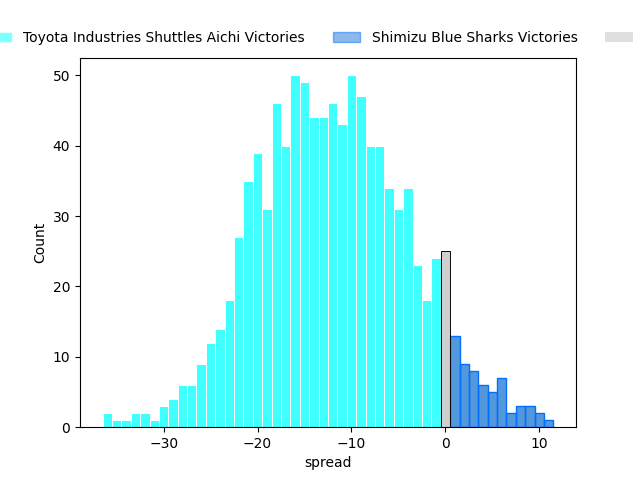 Toyota Industries Shuttles Aichi Victories Shimizu Blue Sharks Victories
50
40
30
20
10
0
Count
−30 −20 −10 0 10
spread